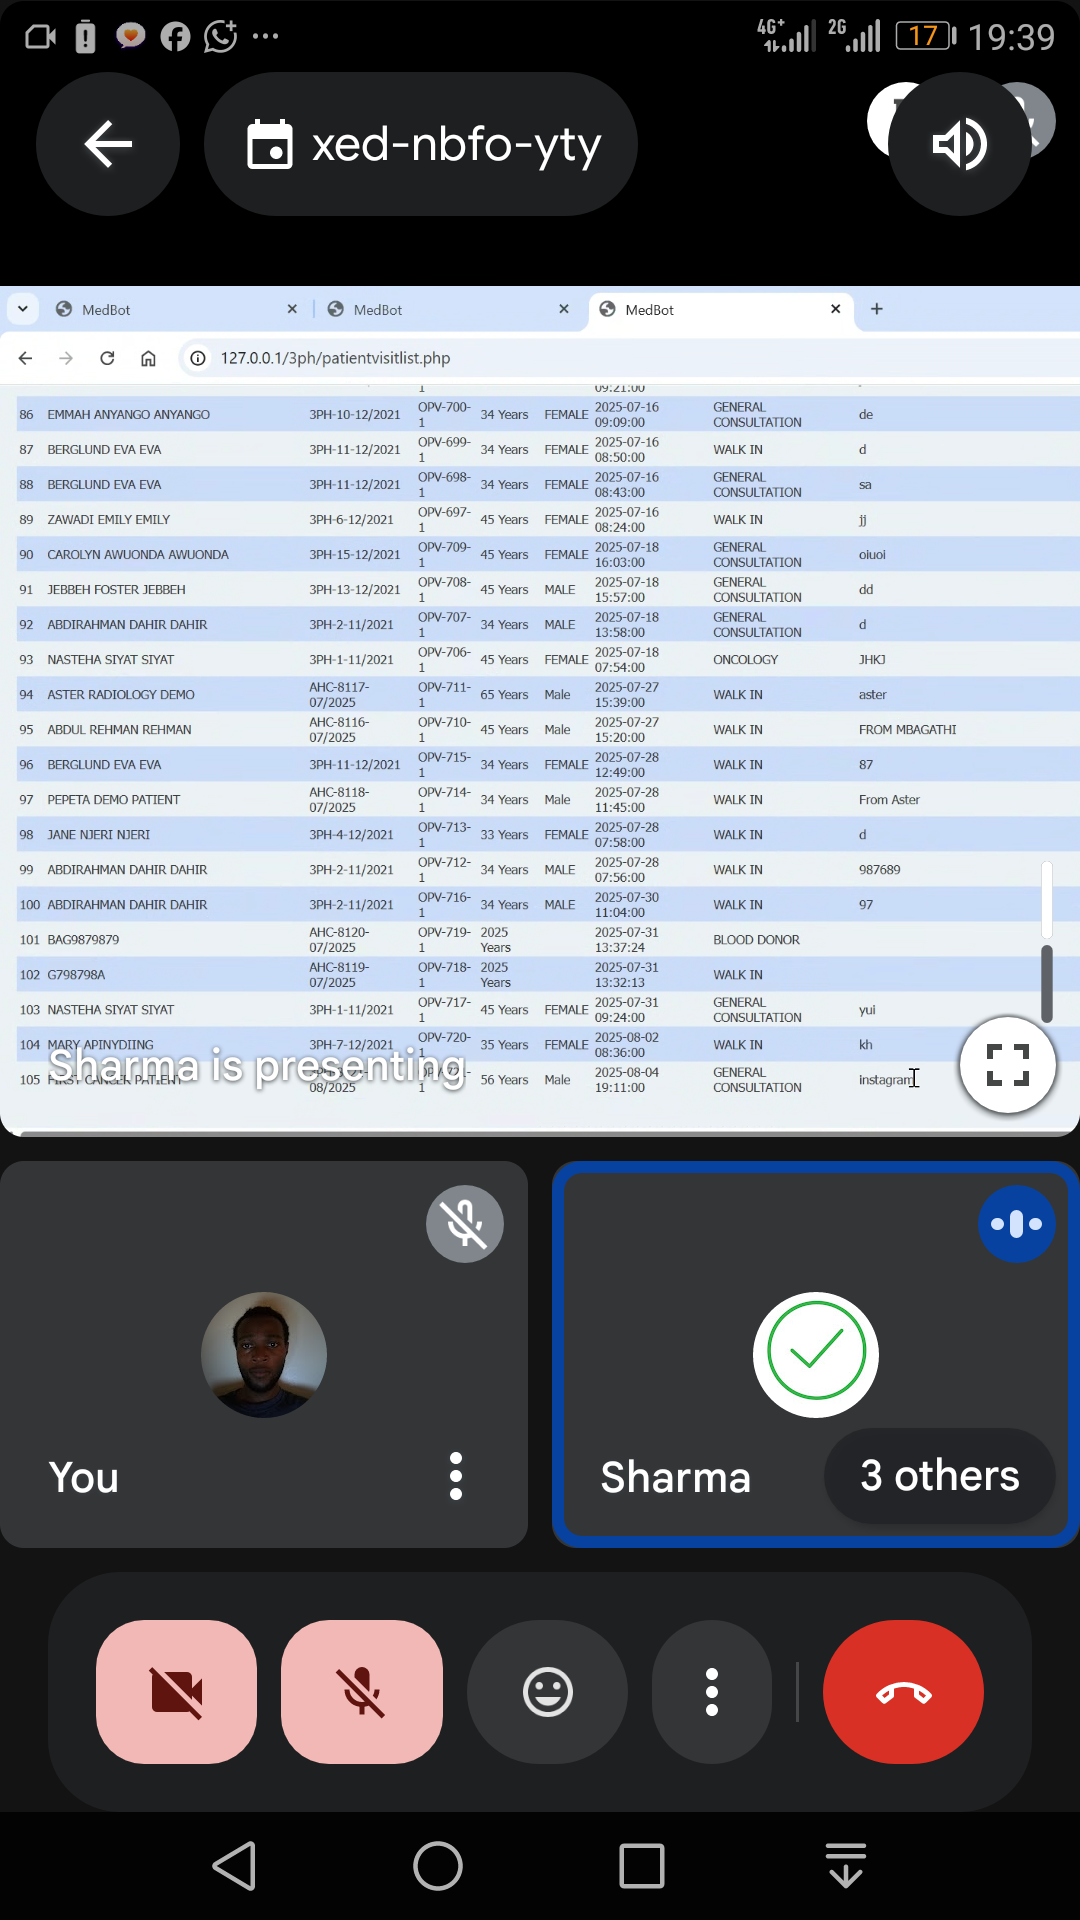 4G+ 2G 17 19:39
xed-nbfo-yty
MedBot MedBot MedBot
127.0.0.1/3ph/patientvisitlist.php
1 09:21:00
86 EMMAH ANYANGO ANYANGO 3PH-10-12/2021 OPV-700-1 34 Years FEMALE 2025-07-16 09:09:00 GENERAL CONSULTATION de
87 BERGLUND EVA EVA 3PH-11-12/2021 OPV-699-1 34 Years FEMALE 2025-07-16 08:50:00 WALK IN d
88 BERGLUND EVA EVA 3PH-11-12/2021 OPV-698-1 34 Years FEMALE 2025-07-16 08:43:00 GENERAL CONSULTATION sa
89 ZAWADI EMILY EMILY 3PH-6-12/2021 OPV-697-1 45 Years FEMALE 2025-07-16 08:24:00 WALK IN jj
90 CAROLYN AWUONDA AWUONDA 3PH-15-12/2021 OPV-709-1 45 Years FEMALE 2025-07-18 16:03:00 GENERAL CONSULTATION oiuoi
91 JEBBEH FOSTER JEBBEH 3PH-13-12/2021 OPV-708-1 45 Years MALE 2025-07-18 15:57:00 GENERAL CONSULTATION dd
92 ABDIRAHMAN DAHIR DAHIR 3PH-2-11/2021 OPV-707-1 34 Years MALE 2025-07-18 13:58:00 GENERAL CONSULTATION d
93 NASTEHA SIYAT SIYAT 3PH-1-11/2021 OPV-706-1 45 Years FEMALE 2025-07-18 07:54:00 ONCOLOGY JHKJ
94 ASTER RADIOLOGY DEMO AHC-8117-07/2025 OPV-711-1 65 Years Male 2025-07-27 15:39:00 WALK IN aster
95 ABDUL REHMAN REHMAN AHC-8116-07/2025 OPV-710-1 45 Years Male 2025-07-27 15:20:00 WALK IN FROM MBAGATHI
96 BERGLUND EVA EVA 3PH-11-12/2021 OPV-715-1 34 Years FEMALE 2025-07-28 12:49:00 WALK IN 87
97 PEPETA DEMO PATIENT AHC-8118-07/2025 OPV-714-1 34 Years Male 2025-07-28 11:45:00 WALK IN From Aster
98 JANE NJERI NJERI 3PH-4-12/2021 OPV-713-1 33 Years FEMALE 2025-07-28 07:58:00 WALK IN d
99 ABDIRAHMAN DAHIR DAHIR 3PH-2-11/2021 OPV-712-1 34 Years MALE 2025-07-28 07:56:00 WALK IN 987689
100 ABDIRAHMAN DAHIR DAHIR 3PH-2-11/2021 OPV-716-1 34 Years MALE 2025-07-30 11:04:00 WALK IN 97
101 BAG9879879 AHC-8120-07/2025 OPV-719-1 2025 Years 2025-07-31 13:37:24 BLOOD DONOR
102 G798798A AHC-8119-07/2025 OPV-718-1 2025 Years 2025-07-31 13:32:13 WALK IN
103 NASTEHA SIYAT SIYAT 3PH-1-11/2021 OPV-717-1 45 Years FEMALE 2025-07-31 09:24:00 GENERAL CONSULTATION yui
104 MARY APINYDIING 3PH-7-12/2021 OPV-720-1 35 Years FEMALE 2025-08-02 08:36:00 WALK IN kh
105 FIRST CANCER PATIENT 08/2025 1 56 Years Male 2025-08-04 19:11:00 GENERAL CONSULTATION instagram
Sharma is presenting
You
Sharma
3 others